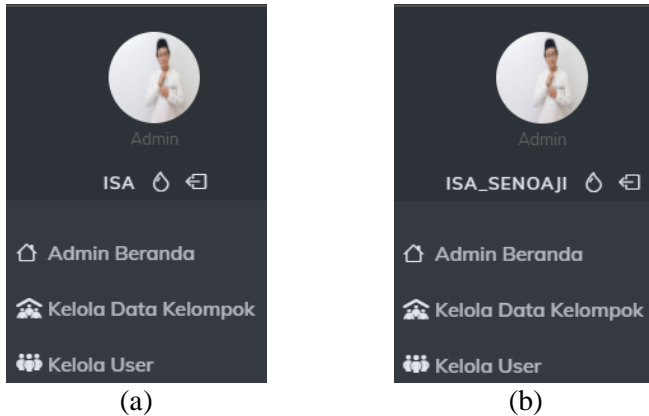 Admin
ISA
Admin Beranda
Kelola Data Kelompok
Kelola User
(a)
Admin
ISA_SENOAJI
Admin Beranda
Kelola Data Kelompok
Kelola User
(b)